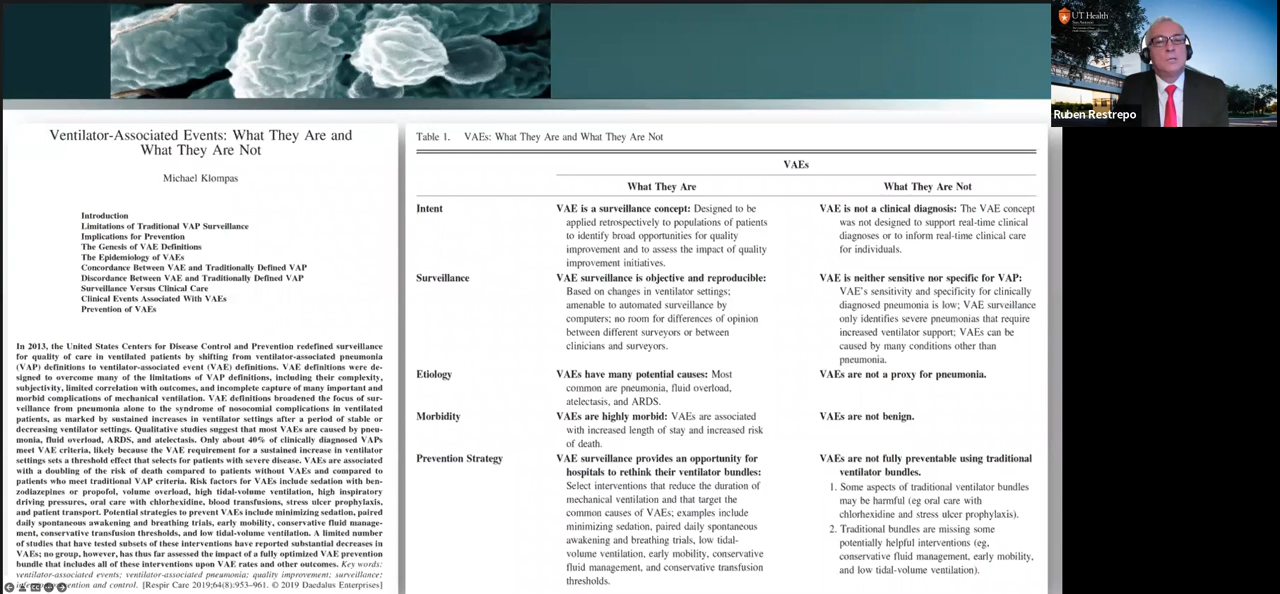 UT Health
San Antonio
Ruben Restrepo
Ventilator-Associated Events: What They Are and
What They Are Not
Michael Klompas
Introduction
Limitations of Traditional VAP Surveillance
Implications for Prevention
The Genesis of VAE Definitions
The Epidemiology of VAEs
Concordance Between VAE and Traditionally Defined VAP
Discordance Between VAE and Traditionally Defined VAP
Surveillance Versus Clinical Care
Clinical Events Associated With VAEs
Prevention of VAEs
In 2013, the United States Centers for Disease Control and Prevention redefined surveillance
for quality of care in ventilated patients by shifting from ventilator-associated pneumonia
(VAP) definitions to ventilator-associated event (VAE) definitions. VAE definitions were de-
signed to overcome many of the limitations of VAP definitions, including their complexity,
subjectivity, limited correlation with outcomes, and incomplete capture of many important and
morbid complications of mechanical ventilation. VAE definitions broadened the focus of sur-
veillance from pneumonia alone to the syndrome of nosocomial complications in ventilated
patients, as marked by sustained increases in ventilator settings after a period of stable or
decreasing ventilator settings. Qualitative studies suggest that most VAEs are caused by pneu-
monia, fluid overload, ARDS, and atelectasis. Only about 40% of clinically diagnosed VAPs
meet VAE criteria, likely because the VAE requirement for a sustained increase in ventilator
settings sets a threshold effect that selects for patients with severe disease. VAEs are associated
with a doubling of the risk of death compared to patients without VAEs and compared to
patients who meet traditional VAP criteria. Risk factors for VAEs include sedation with ben-
zodiazepines or propofol, volume overload, high tidal-volume ventilation, high inspiratory
driving pressures, oral care with chlorhexidine, blood transfusions, stress ulcer prophylaxis,
and patient transport. Potential strategies to prevent VAEs include minimizing sedation, paired
daily spontaneous awakening and breathing trials, early mobility, conservative fluid manage-
ment, conservative transfusion thresholds, and low tidal-volume ventilation. A limited number
of studies that have tested subsets of these interventions have reported substantial decreases in
VAEs; no group, however, has thus far assessed the impact of a fully optimized VAE prevention
bundle that includes all of these interventions upon VAE rates and other outcomes. Key words:
ventilator-associated events; ventilator-associated pneumonia; quality improvement; surveillance;
and control. [Respir Care 2019;64(8):953–961. © 2019 Daedalus Enterprises]
Table 1. VAEs: What They Are and What They Are Not
VAEs
What They Are What They Are Not
Intent
VAE is a surveillance concept: Designed to be
applied retrospectively to populations of patients
to identify broad opportunities for quality
improvement and to assess the impact of quality
improvement initiatives.
VAE is not a clinical diagnosis: The VAE concept
was not designed to support real-time clinical
diagnoses or to inform real-time clinical care
for individuals.
Surveillance
VAE surveillance is objective and reproducible:
Based on changes in ventilator settings;
amenable to automated surveillance by
computers; no room for differences of opinion
between different surveyors or between
clinicians and surveyors.
VAE is neither sensitive nor specific for VAP:
VAE's sensitivity and specificity for clinically
diagnosed pneumonia is low; VAE surveillance
only identifies severe pneumonias that require
increased ventilator support; VAEs can be
caused by many conditions other than
pneumonia.
Etiology
VAEs have many potential causes: Most
common are pneumonia, fluid overload,
atelectasis, and ARDS.
VAEs are not a proxy for pneumonia.
Morbidity
VAEs are highly morbid: VAEs are associated
with increased length of stay and increased risk
of death.
VAEs are not benign.
Prevention Strategy
VAE surveillance provides an opportunity for
hospitals to rethink their ventilator bundles:
Select interventions that reduce the duration of
mechanical ventilation and that target the
common causes of VAEs; examples include
minimizing sedation, paired daily spontaneous
awakening and breathing trials, low tidal-
volume ventilation, early mobility, conservative
fluid management, and conservative transfusion
thresholds.
VAEs are not fully preventable using traditional
ventilator bundles.
1. Some aspects of traditional ventilator bundles
may be harmful (eg oral care with
chlorhexidine and stress ulcer prophylaxis).
2. Traditional bundles are missing some
potentially helpful interventions (eg,
conservative fluid management, early mobility,
and low tidal-volume ventilation).